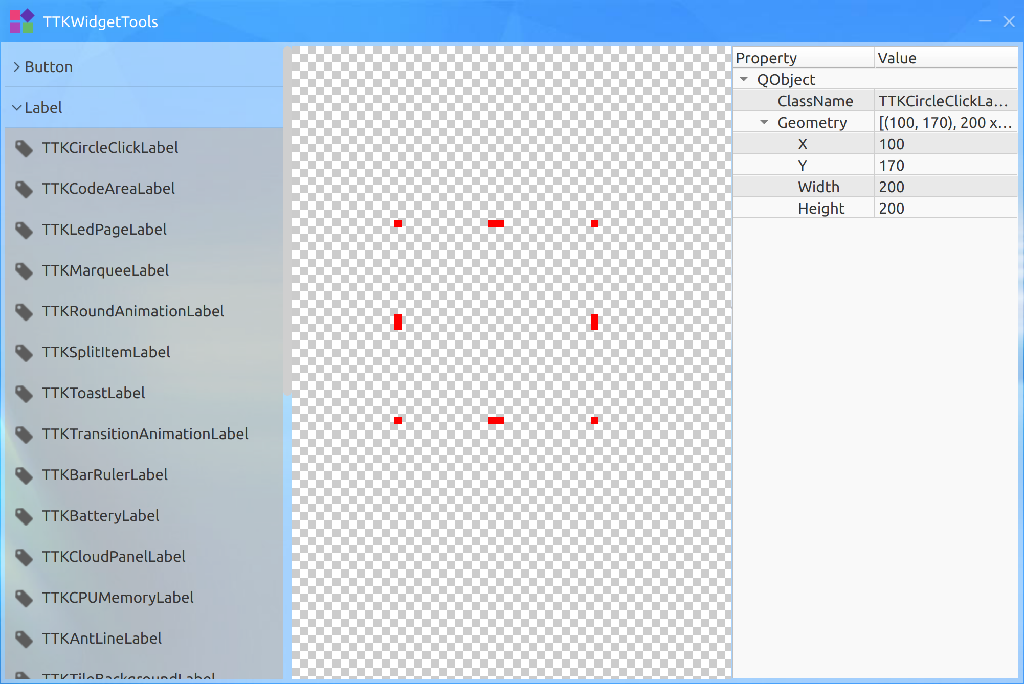 TTKWidgetTools
Button
Label
TTKCircleClickLabel
TTKCodeAreaLabel
TTKLedPageLabel
TTKMarqueeLabel
TTKRoundAnimationLabel
TTKSplitItemLabel
TTKToastLabel
TTKTransitionAnimationLabel
TTKBarRulerLabel
TTKBatteryLabel
TTKCloudPanelLabel
TTKCPUMemoryLabel
TTKAntLineLabel
TTKTileBackgroundLabel
Property Value
QObject
ClassName TTKCircleClickLa...
Geometry [(100, 170), 200 x...
X 100
Y 170
Width 200
Height 200